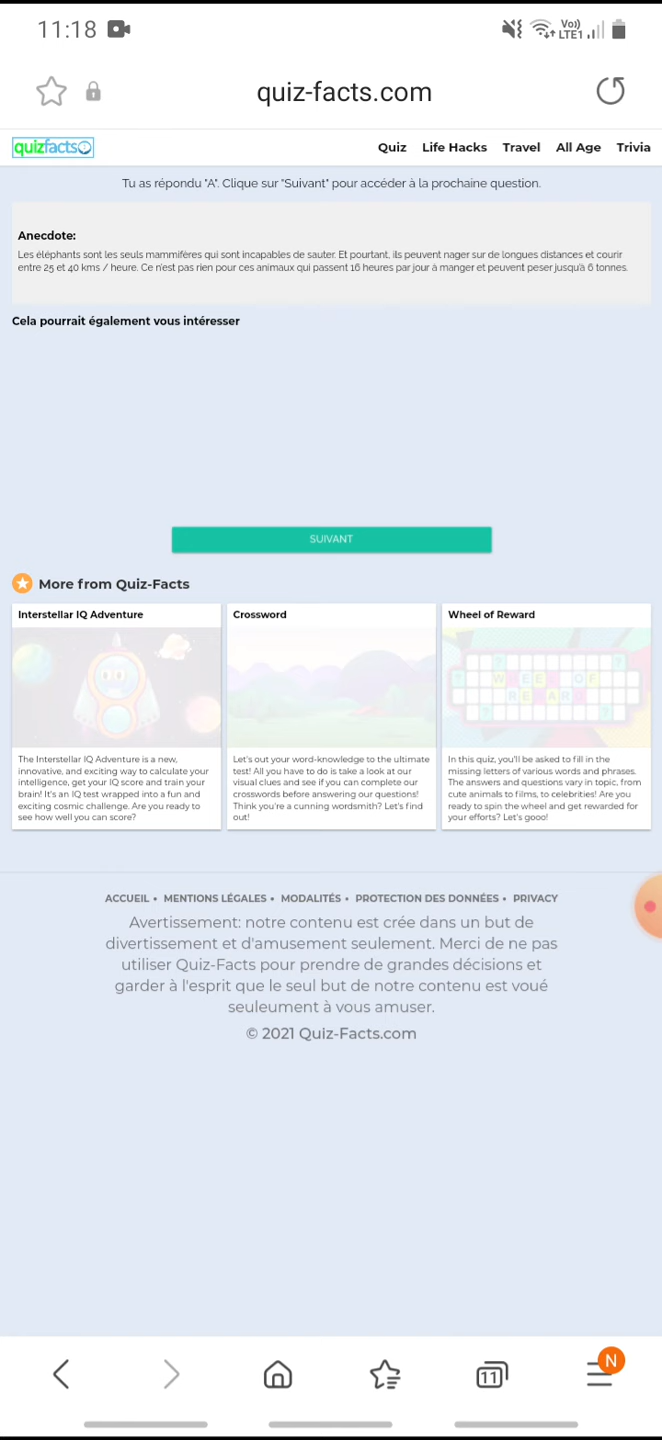 11:18
Vo))
LTE1
quiz-facts.com
quizfacts
Quiz Life Hacks Travel All Age Trivia
Tu as répondu "A". Clique sur "Suivant" pour accéder à la prochaine question.
Anecdote:
Les éléphants sont les seuls mammifères qui sont incapables de sauter. Et pourtant, ils peuvent nager sur de longues distances et courir
entre 25 et 40 kms / heure. Ce n'est pas rien pour ces animaux qui passent 16 heures par jour à manger et peuvent peser jusqu'à 6 tonnes.
Cela pourrait également vous intéresser
SUIVANT
More from Quiz-Facts
Interstellar IQ Adventure
The Interstellar IQ Adventure is a new,
innovative, and exciting way to calculate your
intelligence, get your IQ score and train your
brain! It's an IQ test wrapped into a fun and
exciting cosmic challenge. Are you ready to
see how well you can score?
Crossword
Let's out your word-knowledge to the ultimate
test! All you have to do is take a look at our
visual clues and see if you can complete our
crosswords before answering our questions!
Think you're a cunning wordsmith? Let's find
out!
Wheel of Reward
? ?
? WHEEL OF ?
REWARD
? ?
In this quiz, you'll be asked to fill in the
missing letters of various words and phrases.
The answers and questions vary in topic, from
cute animals to films, to celebrities! Are you
ready to spin the wheel and get rewarded for
your efforts? Let's gooo!
ACCUEIL • MENTIONS LÉGALES • MODALITÉS • PROTECTION DES DONNÉES • PRIVACY
Avertissement: notre contenu est crée dans un but de
divertissement et d'amusement seulement. Merci de ne pas
utiliser Quiz-Facts pour prendre de grandes décisions et
garder à l'esprit que le seul but de notre contenu est voué
seuleument à vous amuser.
© 2021 Quiz-Facts.com
11
N